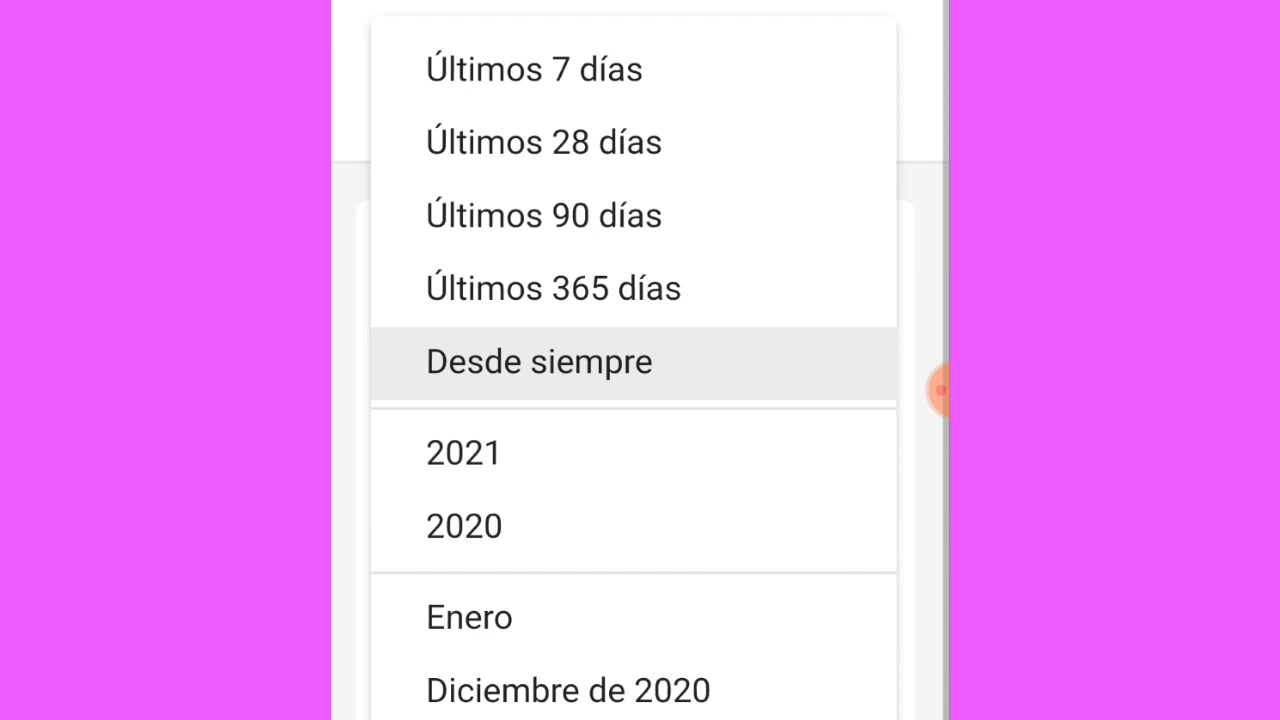 Últimos 7 días
Últimos 28 días
Últimos 90 días
Últimos 365 días
Desde siempre
2021
2020
Enero
Diciembre de 2020